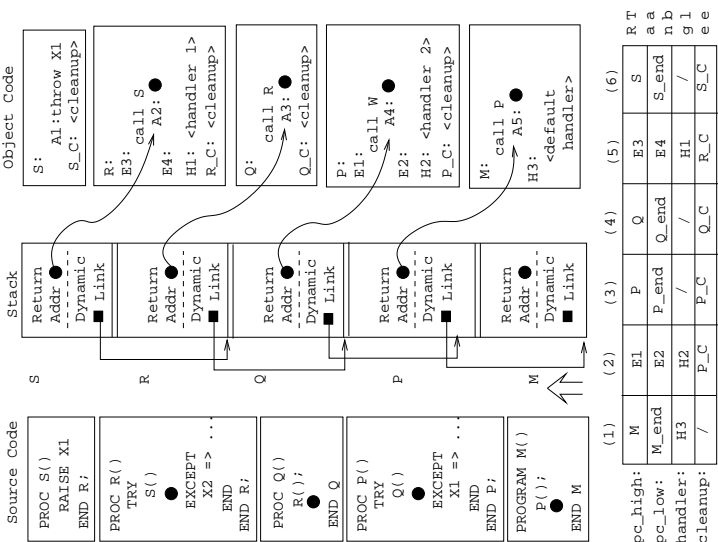 Source Code
PROC S()
RAISE X1
END R;
PROC R()
TRY
S()
EXCEPT
X2 => ...
END
END R;
PROC Q()
R();
END Q
PROC P()
TRY
Q()
EXCEPT
X1 => ...
END
END P;
PROGRAM M()
P();
END M
Stack
S
Return
Addr
Dynamic
Link
R
Return
Addr
Dynamic
Link
Q
Return
Addr
Dynamic
Link
P
Return
Addr
Dynamic
Link
M
Return
Addr
Dynamic
Link
Object Code
S:
A1:throw X1
S_C: <cleanup>
R:
E3:
call S
A2:
E4:
H1: <handler 1>
R_C: <cleanup>
Q:
call R
A3:
Q_C: <cleanup>
P:
E1:
call W
A4:
E2:
H2: <handler 2>
P_C: <cleanup>
M:
call P
A5:
H3:
<default
handler>
(1) (2) (3) (4) (5) (6)
pc_high: M E1 P Q E3 S
pc_low: M_end E2 P_end Q_end E4 S_end
handler: H3 H2 / / H1 /
cleanup: / P_C P_C Q_C R_C S_C
Range
Table